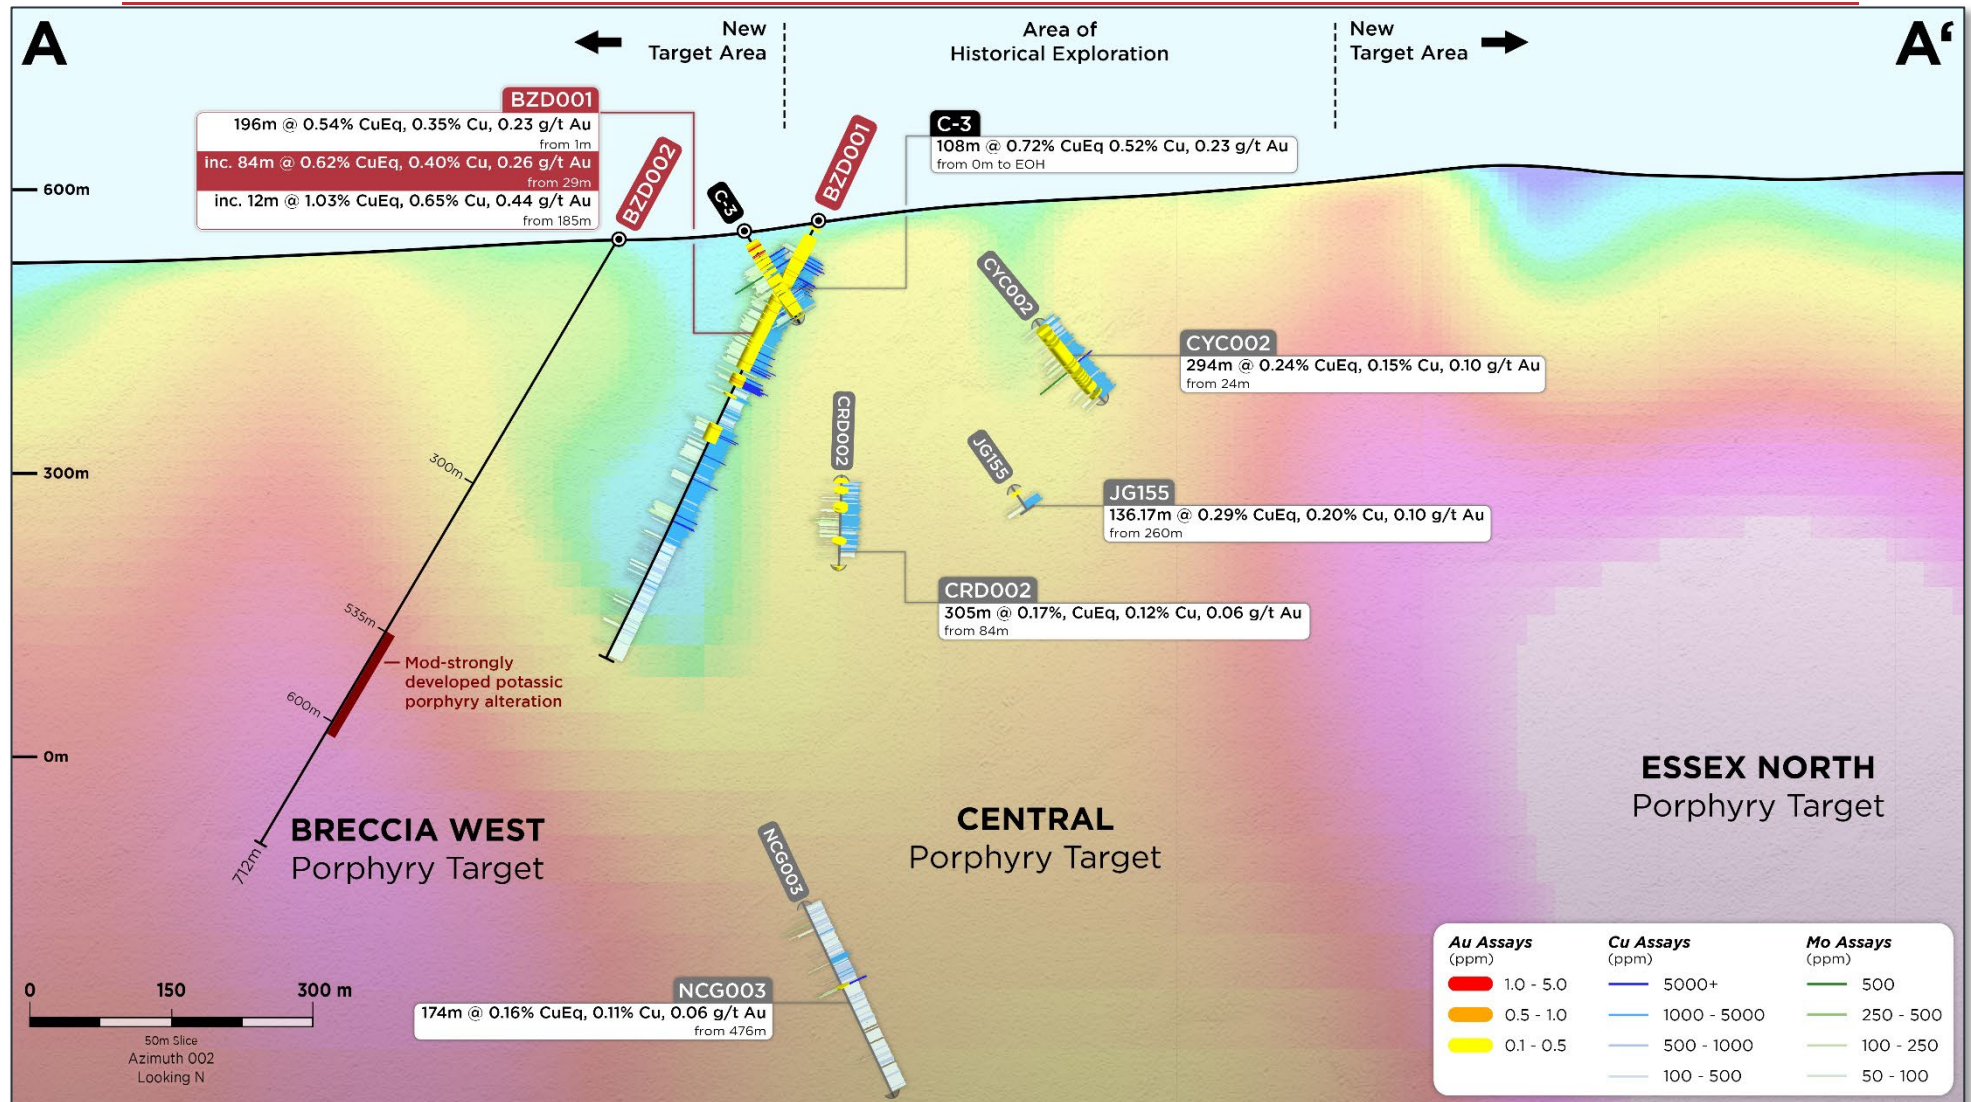 A
New
Target Area
Area of
Historical Exploration
New
Target Area
A‘
BZD001
196m @ 0.54% CuEq, 0.35% Cu, 0.23 g/t Au
from 1m
inc. 84m @ 0.62% CuEq, 0.40% Cu, 0.26 g/t Au
from 29m
inc. 12m @ 1.03% CuEq, 0.65% Cu, 0.44 g/t Au
from 185m
BZD002
C-3
BZD001
C-3
108m @ 0.72% CuEq 0.52% Cu, 0.23 g/t Au
from 0m to EOH
600m
300m
0m
CYC002
CYC002
294m @ 0.24% CuEq, 0.15% Cu, 0.10 g/t Au
from 24m
CRD002
JG155
JG155
136.17m @ 0.29% CuEq, 0.20% Cu, 0.10 g/t Au
from 260m
CRD002
305m @ 0.17%, CuEq, 0.12% Cu, 0.06 g/t Au
from 84m
300m
535m
600m
712m
Mod-strongly
developed potassic
porphyry alteration
BRECCIA WEST
Porphyry Target
CENTRAL
Porphyry Target
ESSEX NORTH
Porphyry Target
NCG003
NCG003
174m @ 0.16% CuEq, 0.11% Cu, 0.06 g/t Au
from 476m
0 150 300 m
50m Slice
Azimuth 002
Looking N
Au Assays
(ppm)
1.0 - 5.0
0.5 - 1.0
0.1 - 0.5
Cu Assays
(ppm)
5000+
1000 - 5000
500 - 1000
100 - 500
Mo Assays
(ppm)
500
250 - 500
100 - 250
50 - 100